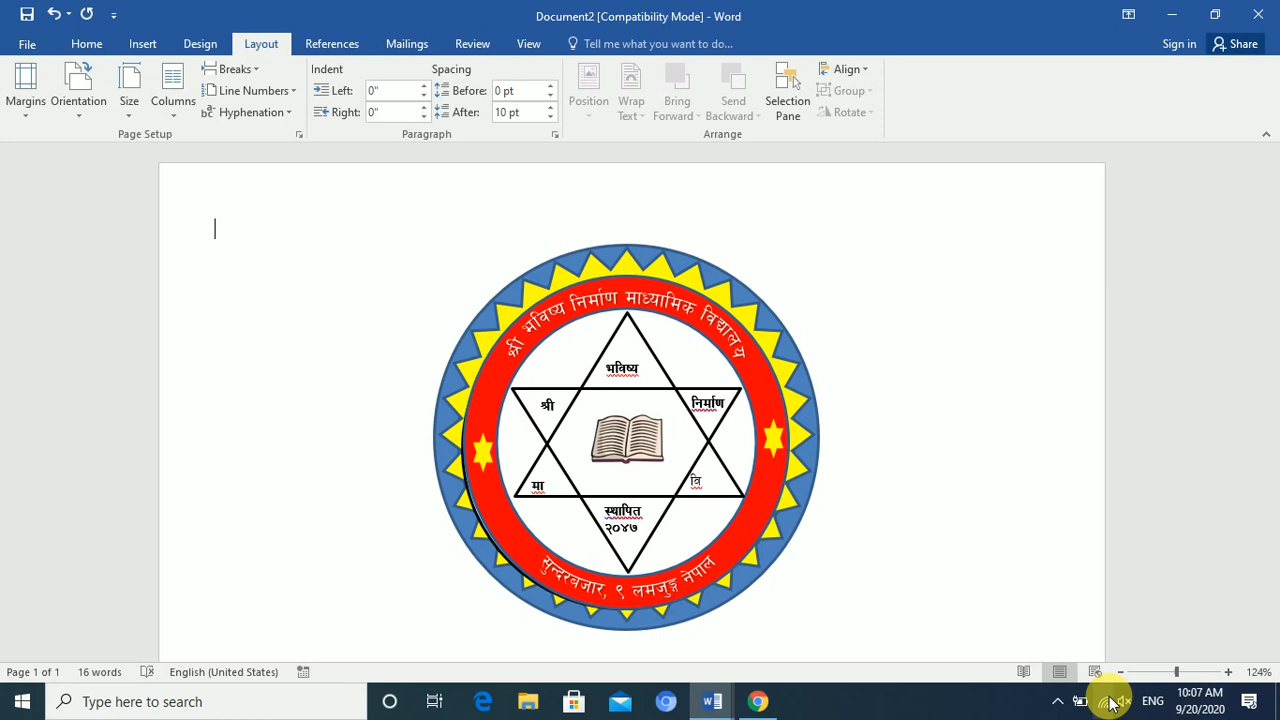 Document2 [Compatibility Mode] - Word
File Home Insert Design Layout References Mailings Review View Tell me what you want to do... Sign in Share
Margins Orientation Size Columns Breaks Line Numbers Hyphenation
Page Setup
Indent Spacing
Left: 0" Before: 0 pt
Right: 0" After: 10 pt
Paragraph
Position Wrap Text Bring Forward Send Backward Selection Pane Align Group Rotate
Arrange
श्री भविष्य निर्माण माध्यामिक विद्यालय
भविष्य
श्री निर्माण
मा वि
स्थापित
२०४७
सुन्दरबजार, ९ लमजुङ्ग नेपाल
Page 1 of 1 16 words English (United States) 124%
Type here to search
ENG 10:07 AM
9/20/2020